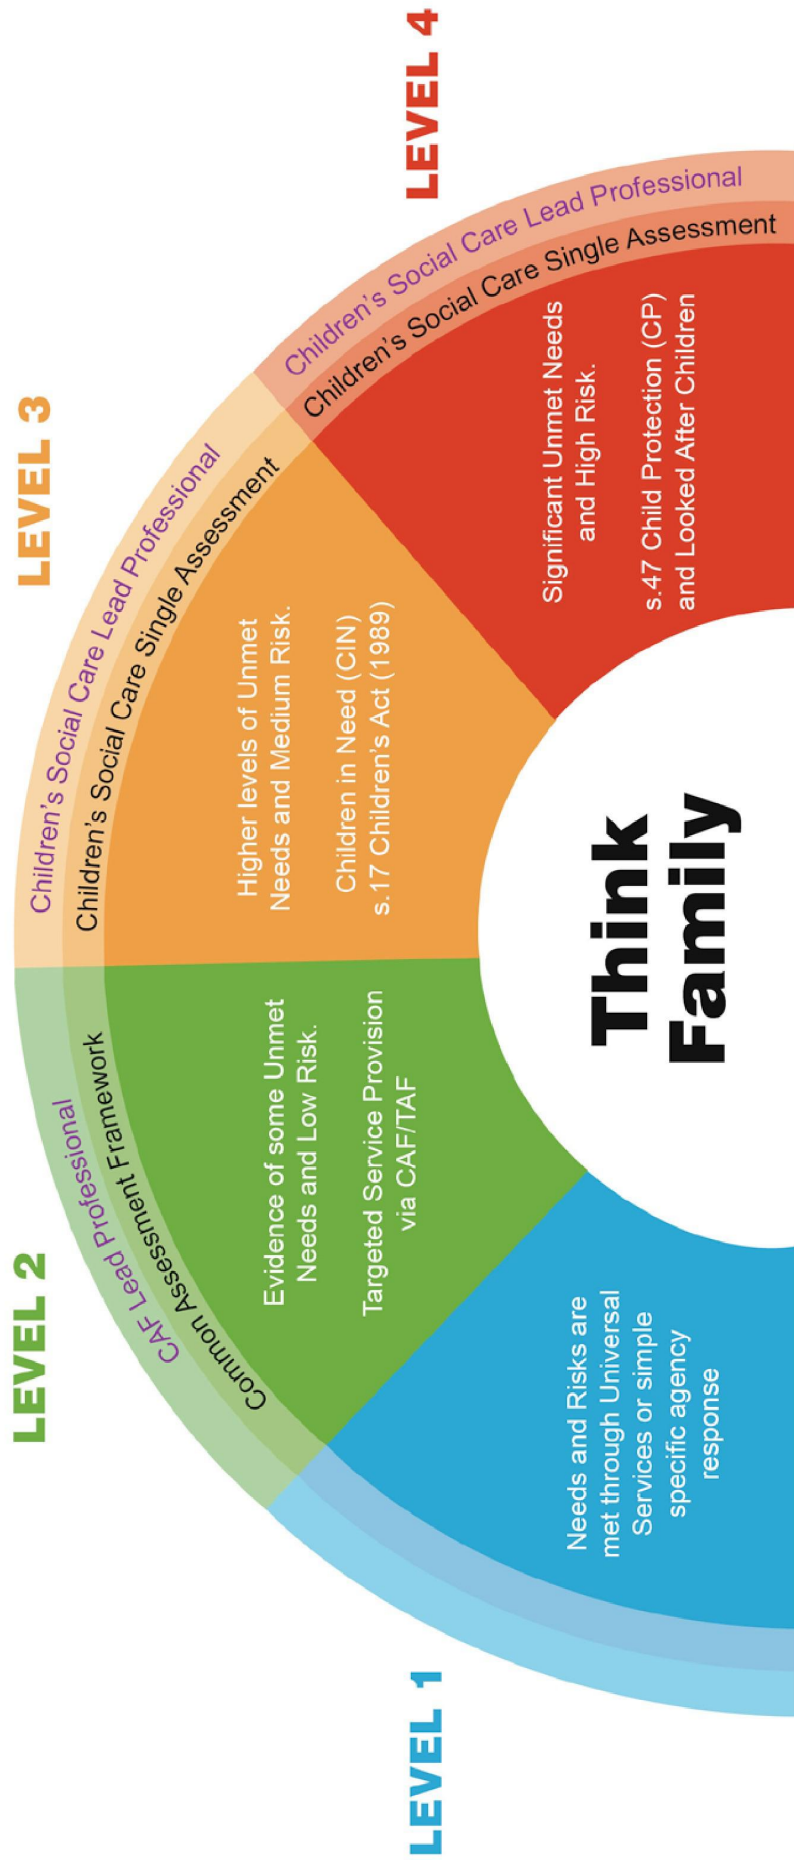 LEVEL 1
Needs and Risks are
met through Universal
Services or simple
specific agency
response
LEVEL 2
CAF Lead Professional
Common Assessment Framework
Evidence of some Unmet
Needs and Low Risk.
Targeted Service Provision
via CAF/TAF
LEVEL 3
Children's Social Care Lead Professional
Children's Social Care Single Assessment
Higher levels of Unmet
Needs and Medium Risk.
Children in Need (CIN)
s.17 Children's Act (1989)
LEVEL 4
Children's Social Care Lead Professional
Children's Social Care Single Assessment
Significant Unmet Needs
and High Risk.
s.47 Child Protection (CP)
and Looked After Children
Think
Family